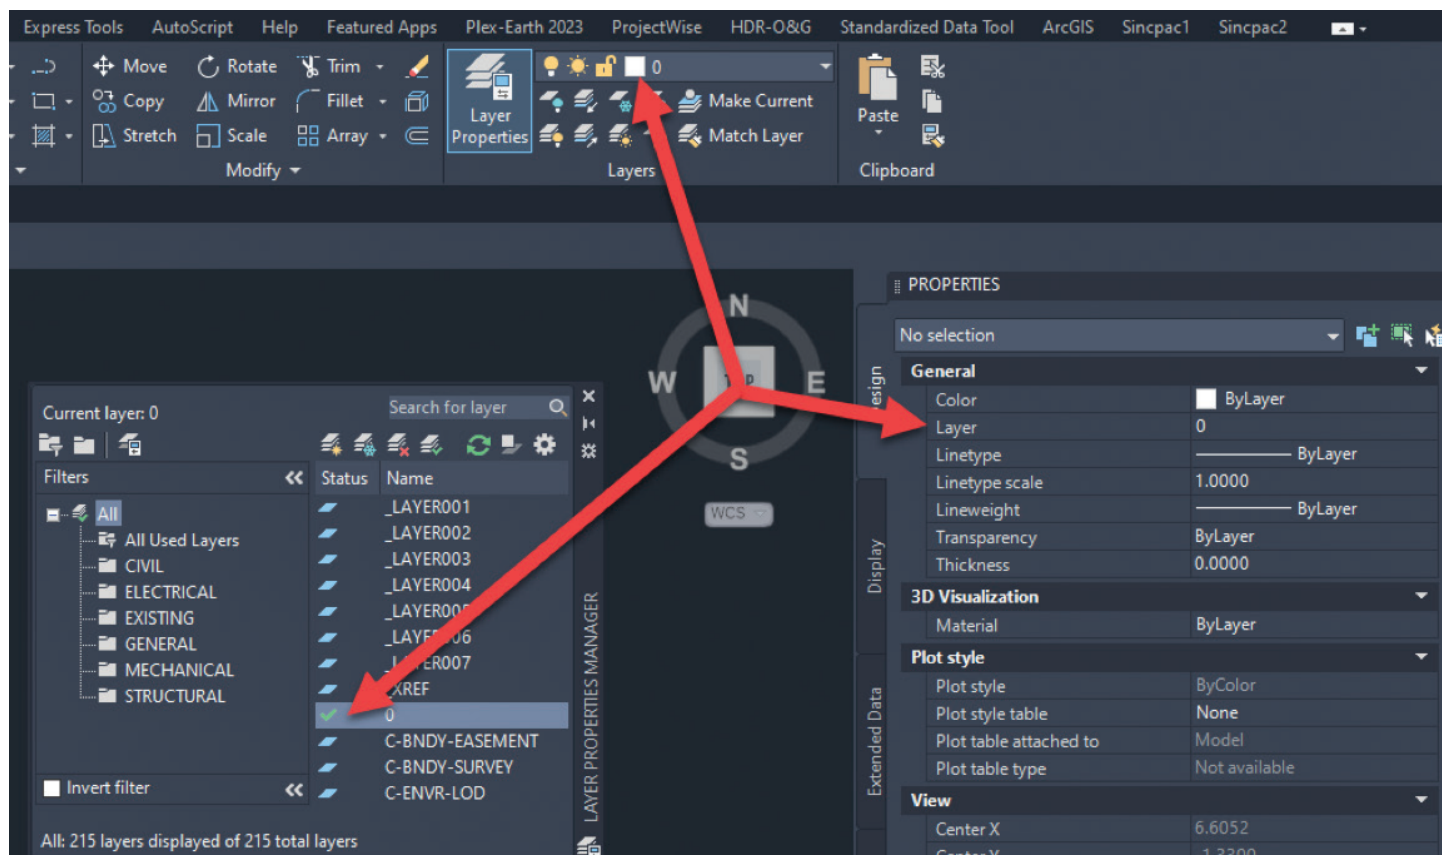 Express Tools AutoScript Help Featured Apps Plex-Earth 2023 ProjectWise HDR-O&G Standardized Data Tool ArcGIS Sincpac1 Sincpac2
Move Rotate Trim
Copy Mirror Fillet
Stretch Scale Array
Modify
Layer
Properties
0
Make Current
Match Layer
Layers
Paste
Clipboard
N
W E
S
WCS
Current layer: 0
Search for layer
Filters
All
All Used Layers
CIVIL
ELECTRICAL
EXISTING
GENERAL
MECHANICAL
STRUCTURAL
Invert filter
Status Name
_LAYER001
_LAYER002
_LAYER003
_LAYER004
_LAYER005
_LAYER006
_LAYER007
_XREF
0
C-BNDY-EASEMENT
C-BNDY-SURVEY
C-ENVR-LOD
All: 215 layers displayed of 215 total layers
LAYER PROPERTIES MANAGER
PROPERTIES
No selection
Design
Display
Extended Data
General
Color ByLayer
Layer 0
Linetype ByLayer
Linetype scale 1.0000
Lineweight ByLayer
Transparency ByLayer
Thickness 0.0000
3D Visualization
Material ByLayer
Plot style
Plot style ByColor
Plot style table None
Plot table attached to Model
Plot table type Not available
View
Center X 6.6052